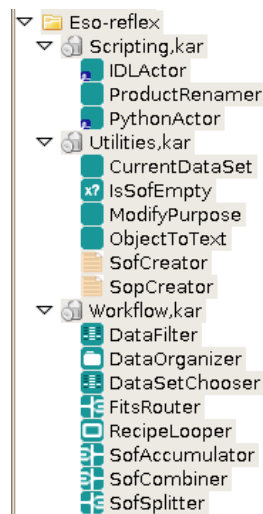 Eso-reflex
Scripting,kar
IDLActor
ProductRenamer
PythonActor
Utilities,kar
CurrentDataSet
x? IsSofEmpty
ModifyPurpose
ObjectToText
SofCreator
SopCreator
Workflow,kar
DataFilter
DataOrganizer
DataSetChooser
FitsRouter
RecipeLooper
SofAccumulator
SofCombiner
SofSplitter